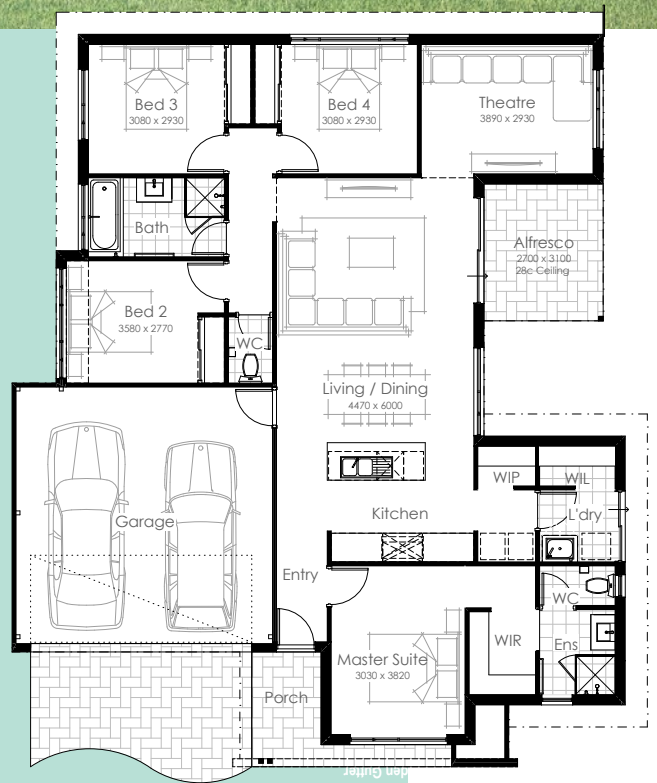 Bed 3
3080 x 2930
Bed 4
3080 x 2930
Theatre
3890 x 2930
Bath
Alfresco
2700 x 3100
28c Ceiling
Bed 2
3580 x 2770
WC
Living / Dining
4470 x 6000
WIP
WIL
Kitchen
L'dry
Garage
Entry
WC
Ens
WIR
Master Suite
3030 x 3820
Porch
den Gutter